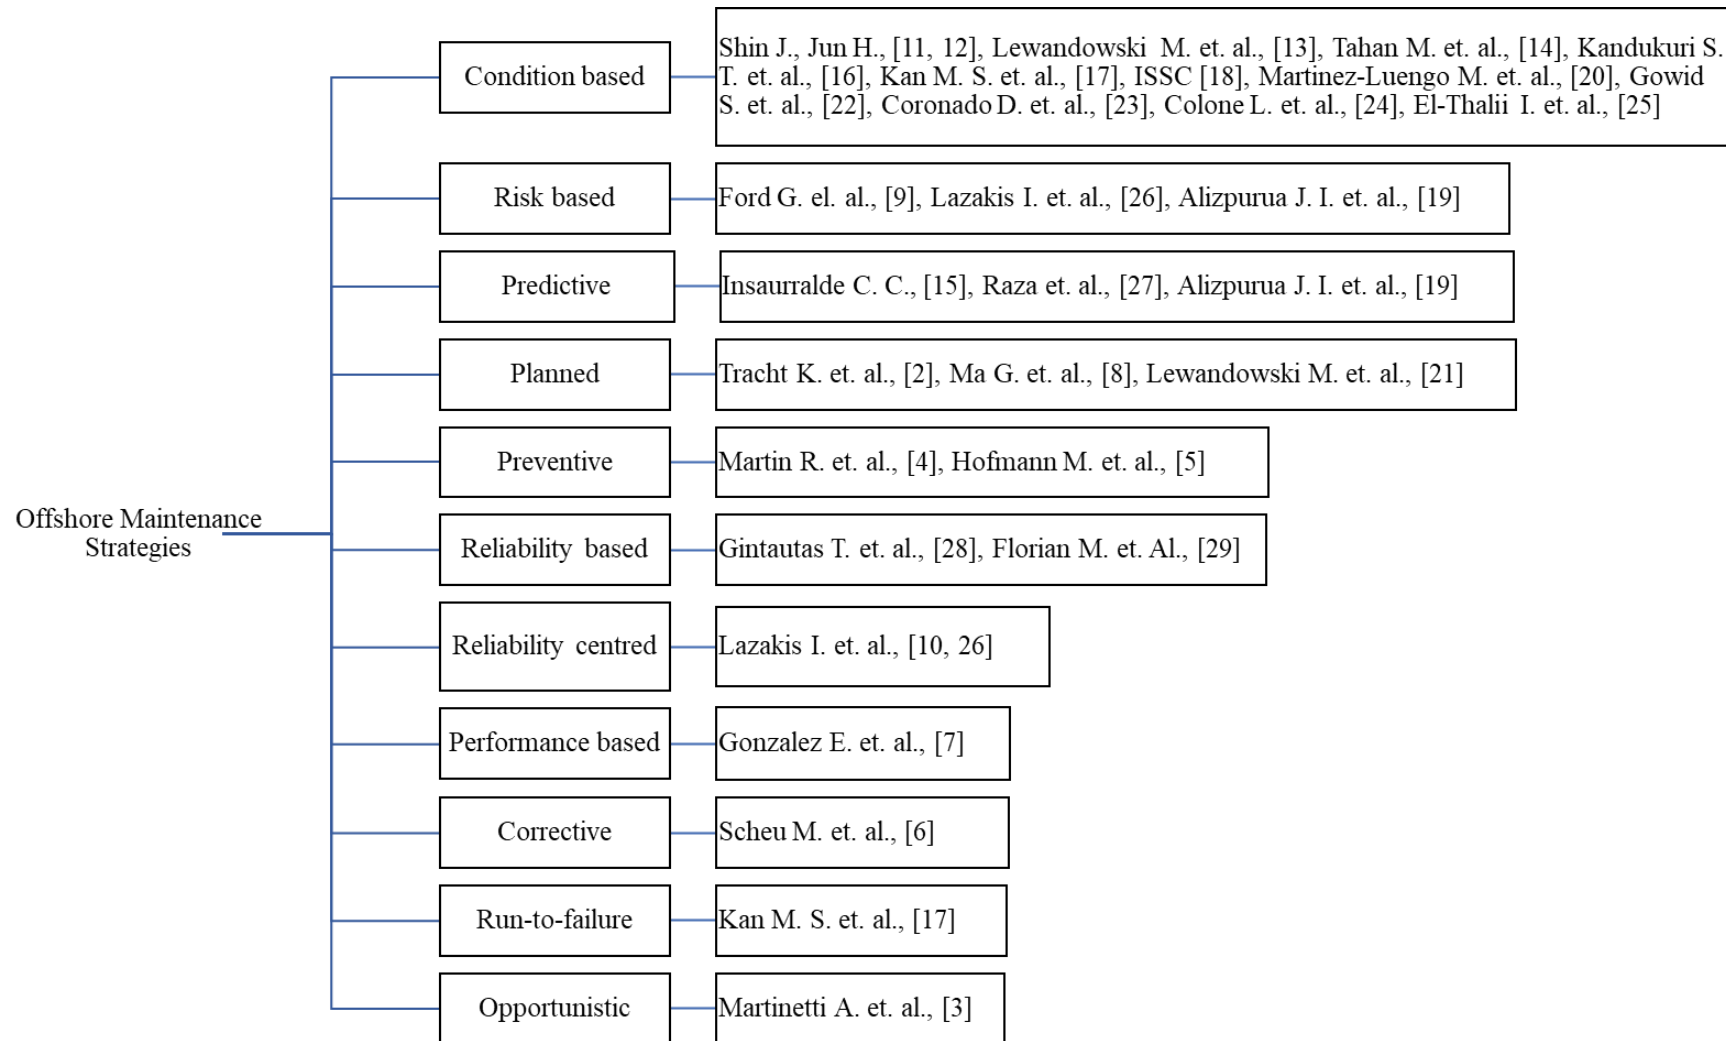 Offshore Maintenance
Strategies
Condition based
Shin J., Jun H., [11, 12], Lewandowski M. et. al., [13], Tahan M. et. al., [14], Kandukuri S.
T. et. al., [16], Kan M. S. et. al., [17], ISSC [18], Martinez-Luengo M. et. al., [20], Gowid
S. et. al., [22], Coronado D. et. al., [23], Colone L. et. al., [24], El-Thalii I. et. al., [25]
Risk based
Ford G. el. al., [9], Lazakis I. et. al., [26], Alizpurua J. I. et. al., [19]
Predictive
Insaurralde C. C., [15], Raza et. al., [27], Alizpurua J. I. et. al., [19]
Planned
Tracht K. et. al., [2], Ma G. et. al., [8], Lewandowski M. et. al., [21]
Preventive
Martin R. et. al., [4], Hofmann M. et. al., [5]
Reliability based
Gintautas T. et. al., [28], Florian M. et. Al., [29]
Reliability centred
Lazakis I. et. al., [10, 26]
Performance based
Gonzalez E. et. al., [7]
Corrective
Scheu M. et. al., [6]
Run-to-failure
Kan M. S. et. al., [17]
Opportunistic
Martinetti A. et. al., [3]